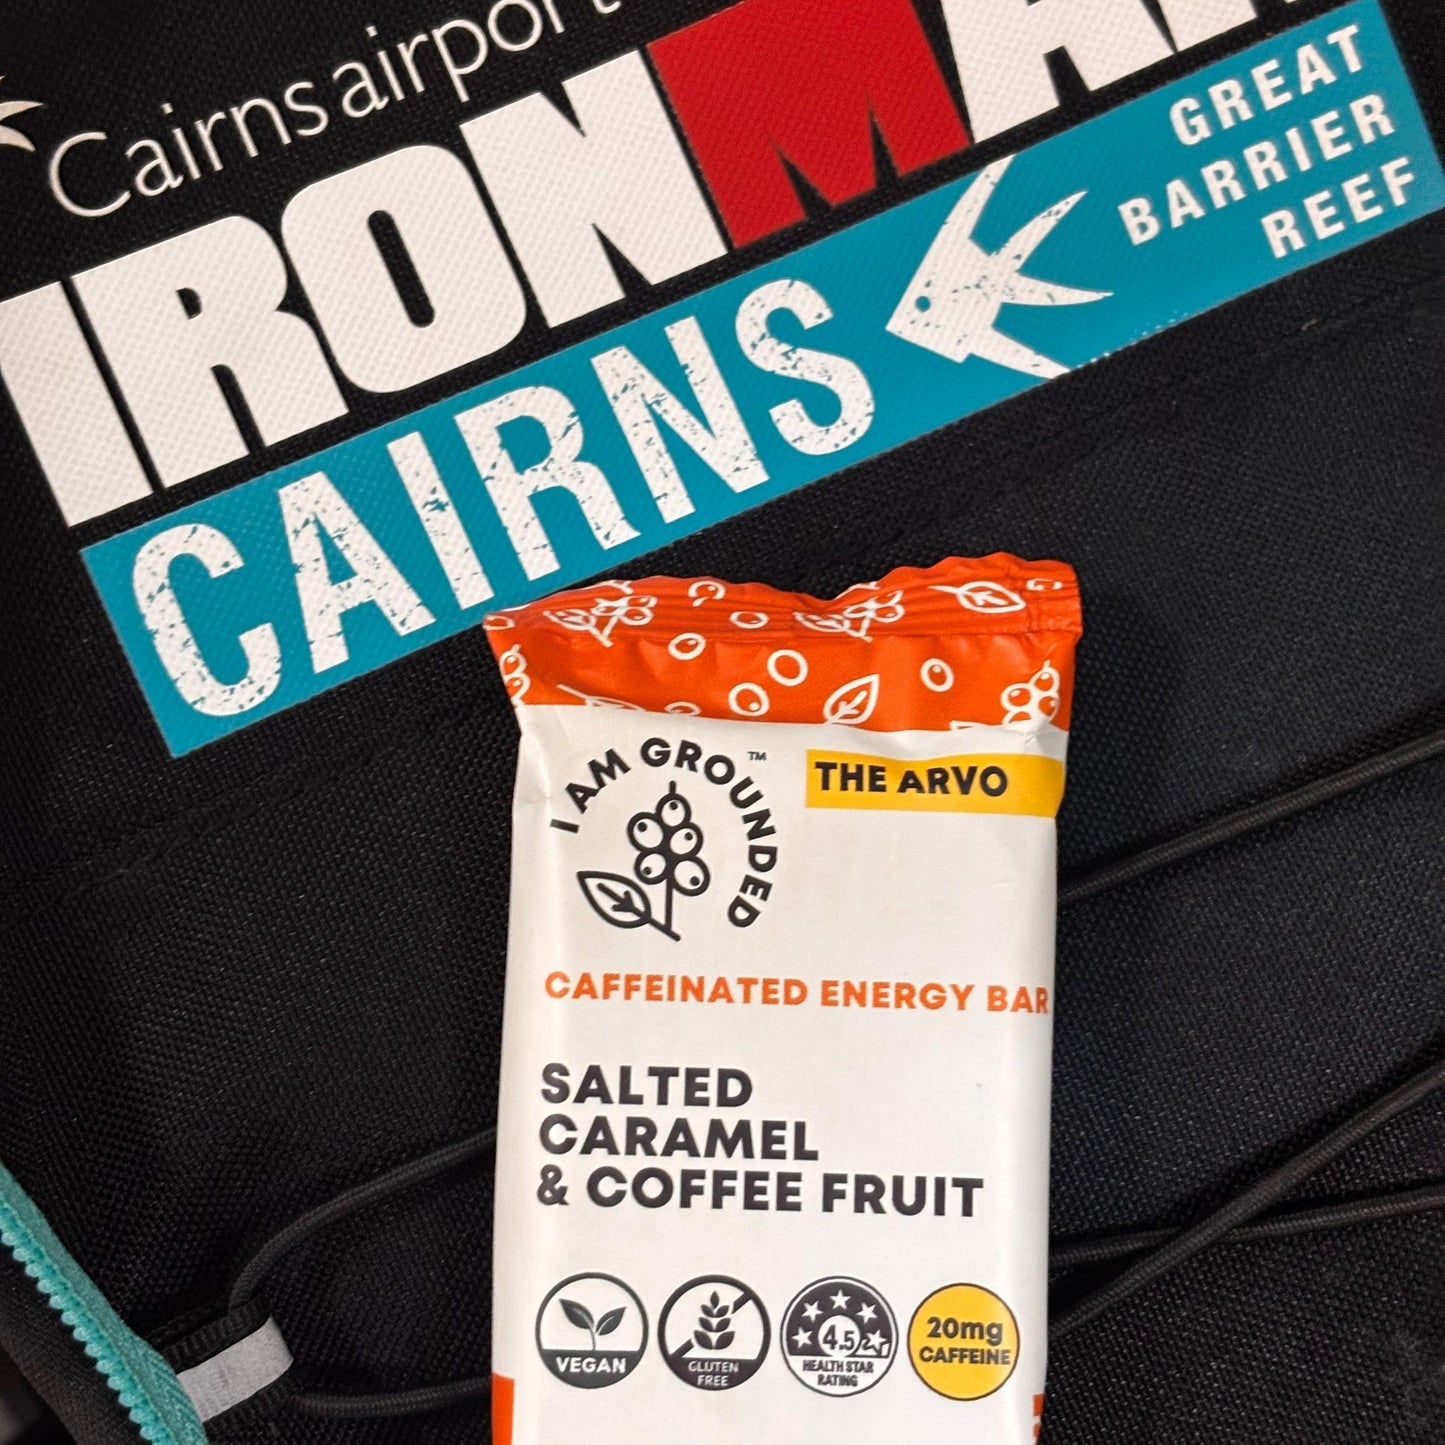 Cairns airport
IRONMAN
CAIRNS
GREAT
BARRIER
REEF
I AM GROUNDED™
THE ARVO
CAFFEINATED ENERGY BAR
SALTED
CARAMEL
& COFFEE FRUIT
VEGAN
GLUTEN
FREE
4.5
HEALTH STAR
RATING
20mg
CAFFEINE